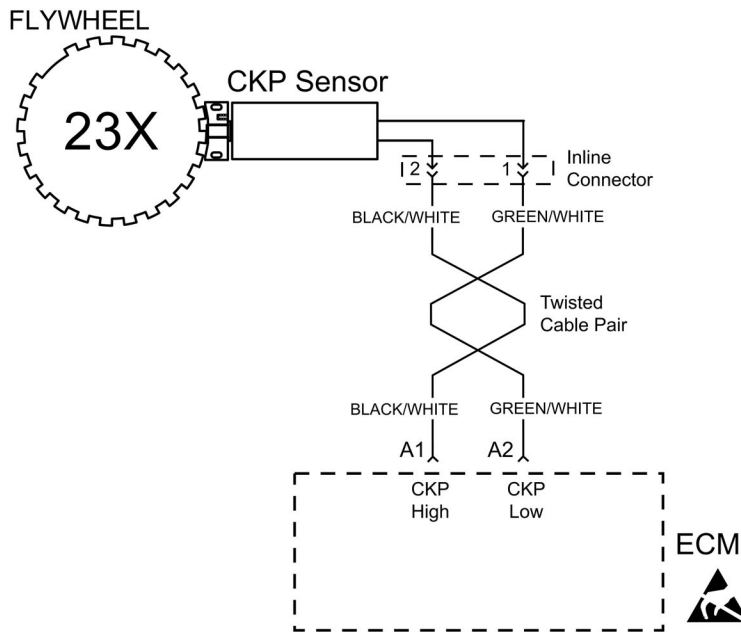 FLYWHEEL
23X
CKP Sensor
2
1
Inline
Connector
BLACK/WHITE
GREEN/WHITE
Twisted
Cable Pair
BLACK/WHITE
GREEN/WHITE
A1
A2
CKP
High
CKP
Low
ECM